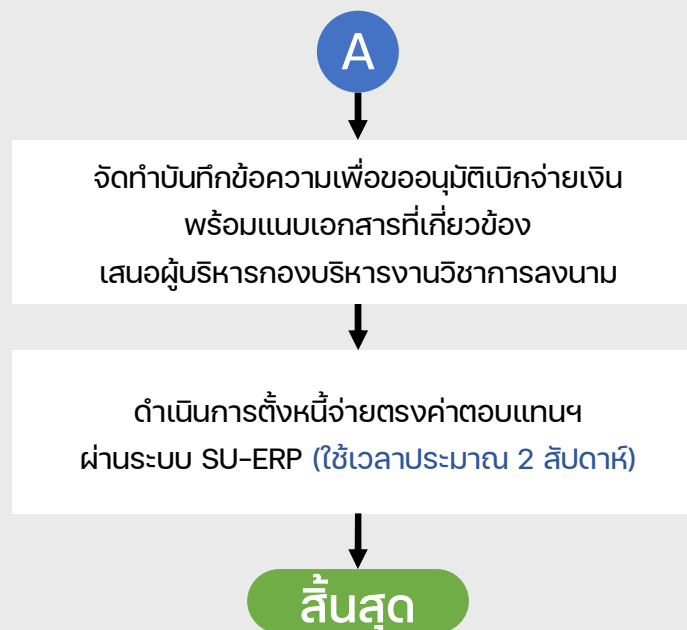 A
จัดทำบันทึกข้อความเพื่อขออนุมัติเบิกจ่ายเงิน
พร้อมแนบเอกสารที่เกี่ยวข้อง
เสนอผู้บริหารกองบริหารงานวิชาการลงนาม
ดำเนินการตั้งหนี้จ่ายตรงค่าตอบแทนฯ
ผ่านระบบ SU-ERP (ใช้เวลาประมาณ 2 สัปดาห์)
สิ้นสุด